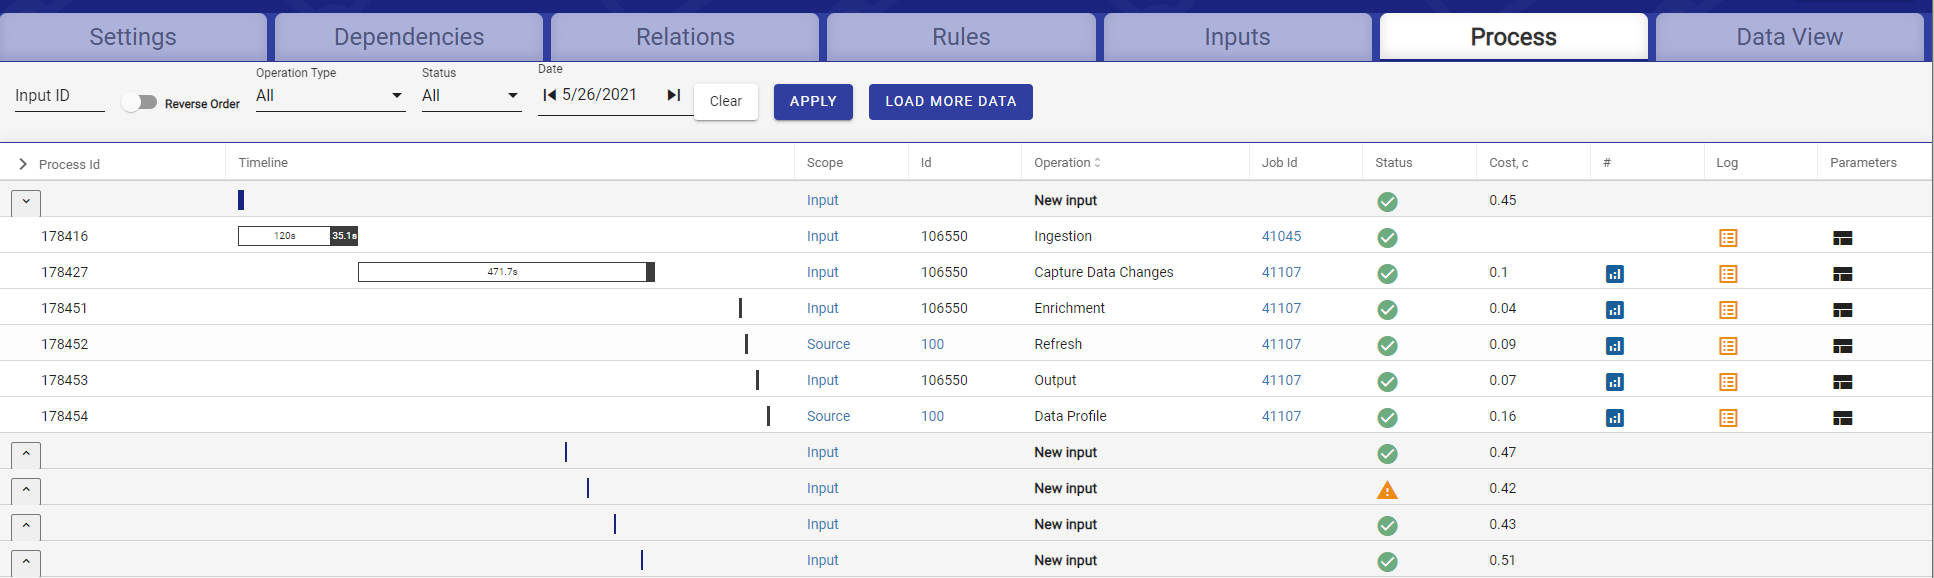 Settings Dependencies Relations Rules Inputs Process Data View
Operation Type Status Date
Input ID Reverse Order All All 5/26/2021 Clear APPLY LOAD MORE DATA
Process Id Timeline Scope Id Operation Job Id Status Cost, c # Log Parameters
Input New input 0.45
178416 120s 35.1s Input 106550 Ingestion 41045
178427 471.7s Input 106550 Capture Data Changes 41107 0.1
178451 Input 106550 Enrichment 41107 0.04
178452 Source 100 Refresh 41107 0.09
178453 Input 106550 Output 41107 0.07
178454 Source 100 Data Profile 41107 0.16
Input New input 0.47
Input New input 0.42
Input New input 0.43
Input New input 0.51